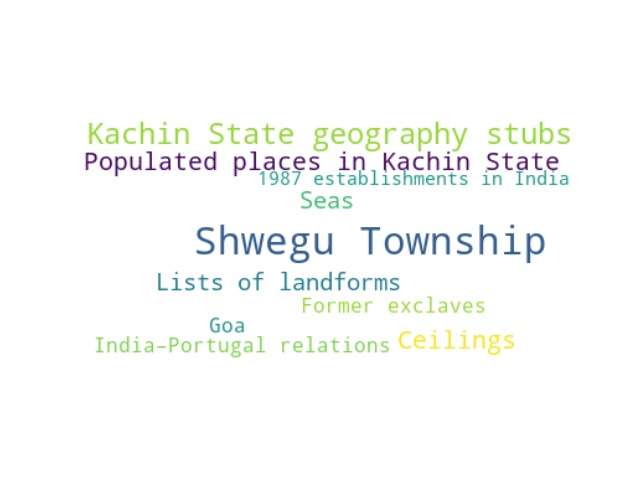 Kachin State geography stubs
Populated places in Kachin State
1987 establishments in India
Seas
Shwegu Township
Lists of landforms
Former exclaves
Goa
India–Portugal relations
Ceilings